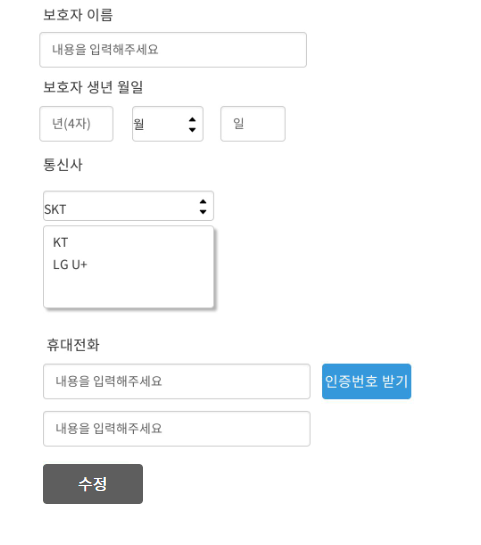 보호자 이름
내용을 입력해주세요
보호자 생년 월일
년(4자) 월 일
통신사
SKT
KT
LG U+
휴대전화
내용을 입력해주세요 인증번호 받기
내용을 입력해주세요
수정